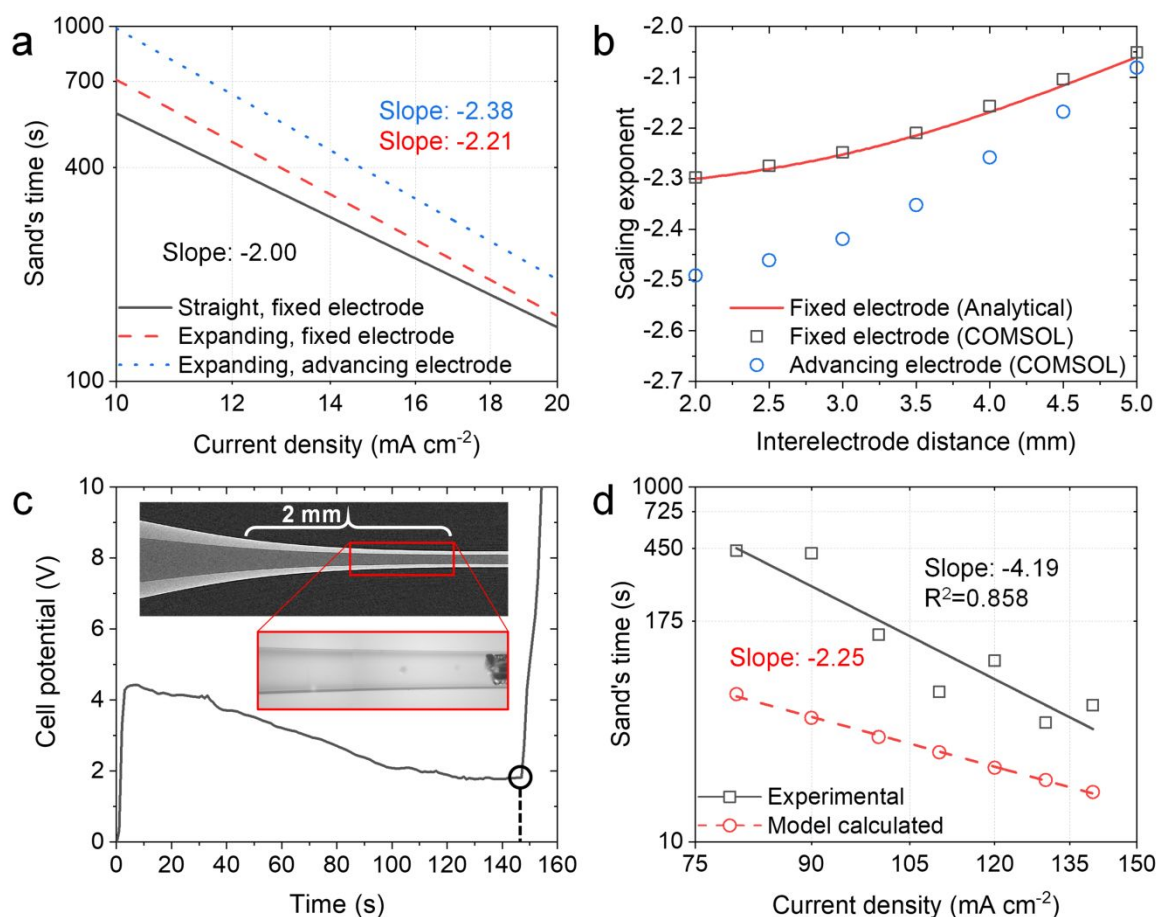 a
1000
700
400
100
Sand's time (s)
Slope: -2.38
Slope: -2.21
Slope: -2.00
Straight, fixed electrode
Expanding, fixed electrode
Expanding, advancing electrode
10
12
14
16
18
20
Current density (mA cm⁻²)
b
-2.0
-2.1
-2.2
-2.3
-2.4
-2.5
-2.6
-2.7
Scaling exponent
Fixed electrode (Analytical)
Fixed electrode (COMSOL)
Advancing electrode (COMSOL)
2.0
2.5
3.0
3.5
4.0
4.5
5.0
Interelectrode distance (mm)
c
10
8
6
4
2
0
Cell potential (V)
2 mm
0
20
40
60
80
100
120
140
160
Time (s)
d
1000
725
450
175
10
Sand's time (s)
Slope: -4.19
R²=0.858
Slope: -2.25
Experimental
Model calculated
75
90
105
120
135
150
Current density (mA cm⁻²)